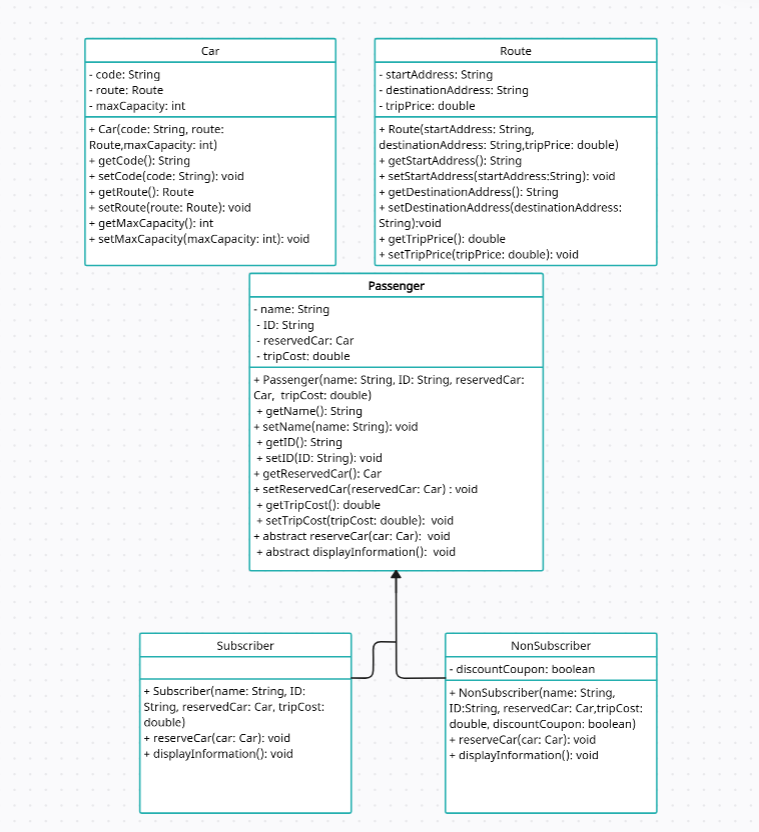 Car
- code: String
- route: Route
- maxCapacity: int
+ Car(code: String, route:
Route,maxCapacity: int)
+ getCode(): String
+ setCode(code: String): void
+ getRoute(): Route
+ setRoute(route: Route): void
+ getMaxCapacity(): int
+ setMaxCapacity(maxCapacity: int): void
Route
- startAddress: String
- destinationAddress: String
- tripPrice: double
+ Route(startAddress: String,
destinationAddress: String,tripPrice: double)
+ getStartAddress(): String
+ setStartAddress(startAddress:String): void
+ getDestinationAddress(): String
+ setDestinationAddress(destinationAddress:
String):void
+ getTripPrice(): double
+ setTripPrice(tripPrice: double): void
Passenger
- name: String
- ID: String
- reservedCar: Car
- tripCost: double
+ Passenger(name: String, ID: String, reservedCar:
Car, tripCost: double)
+ getName(): String
+ setName(name: String): void
+ getID(): String
+ setID(ID: String): void
+ getReservedCar(): Car
+ setReservedCar(reservedCar: Car) : void
+ getTripCost(): double
+ setTripCost(tripCost: double): void
+ abstract reserveCar(car: Car): void
+ abstract displayInformation(): void
Subscriber
+ Subscriber(name: String, ID:
String, reservedCar: Car, tripCost:
double)
+ reserveCar(car: Car): void
+ displayInformation(): void
NonSubscriber
- discountCoupon: boolean
+ NonSubscriber(name: String,
ID:String, reservedCar: Car,tripCost:
double, discountCoupon: boolean)
+ reserveCar(car: Car): void
+ displayInformation(): void